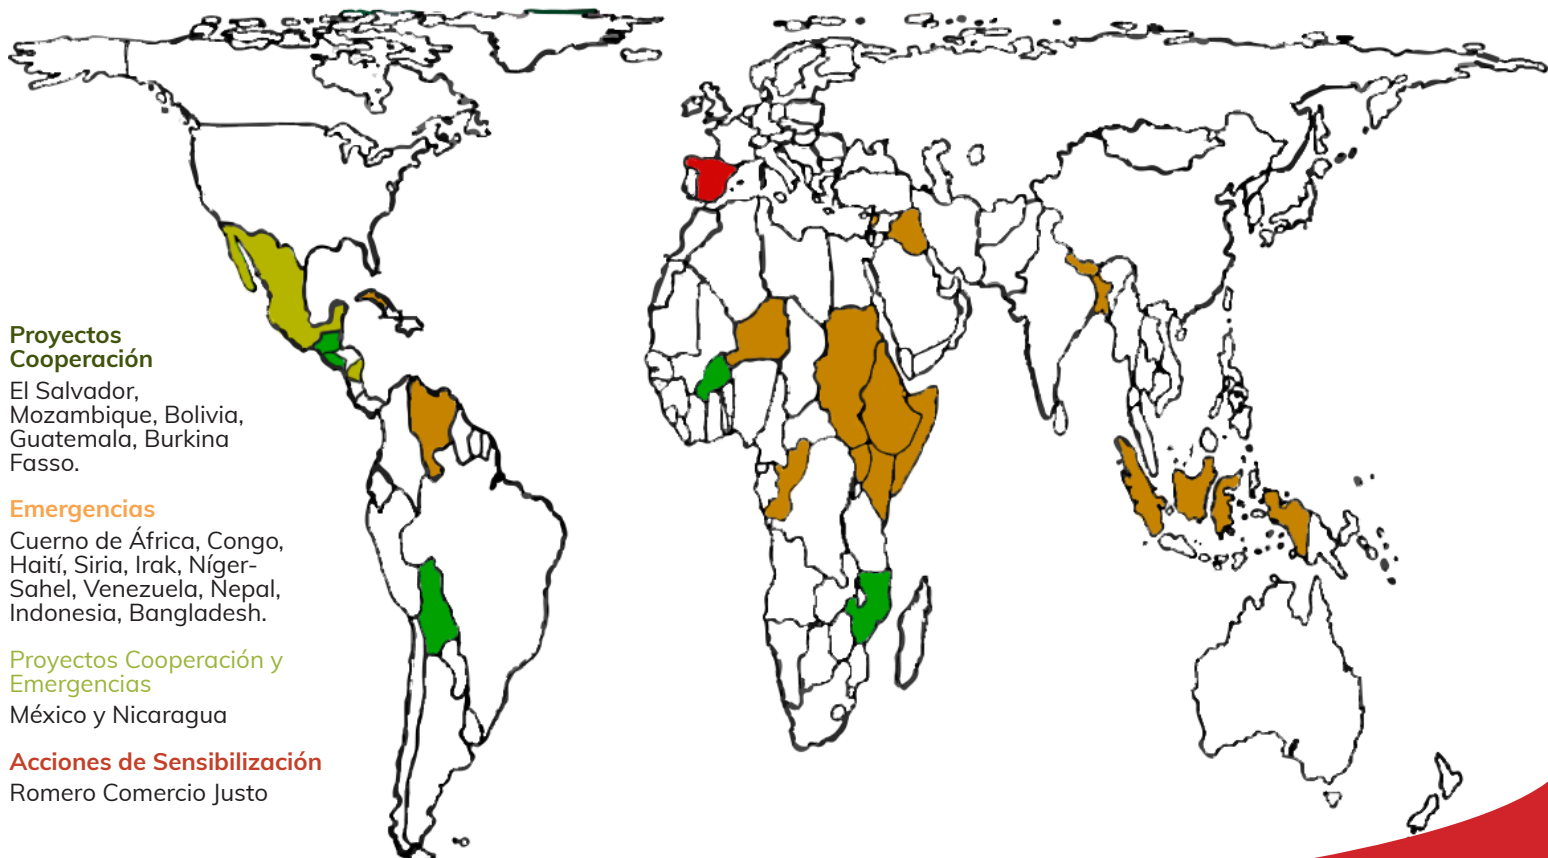 Proyectos
Cooperación
El Salvador,
Mozambique, Bolivia,
Guatemala, Burkina
Fasso.
Emergencias
Cuerno de África, Congo,
Haití, Siria, Irak, Níger-
Sahel, Venezuela, Nepal,
Indonesia, Bangladesh.
Proyectos Cooperación y
Emergencias
México y Nicaragua
Acciones de Sensibilización
Romero Comercio Justo